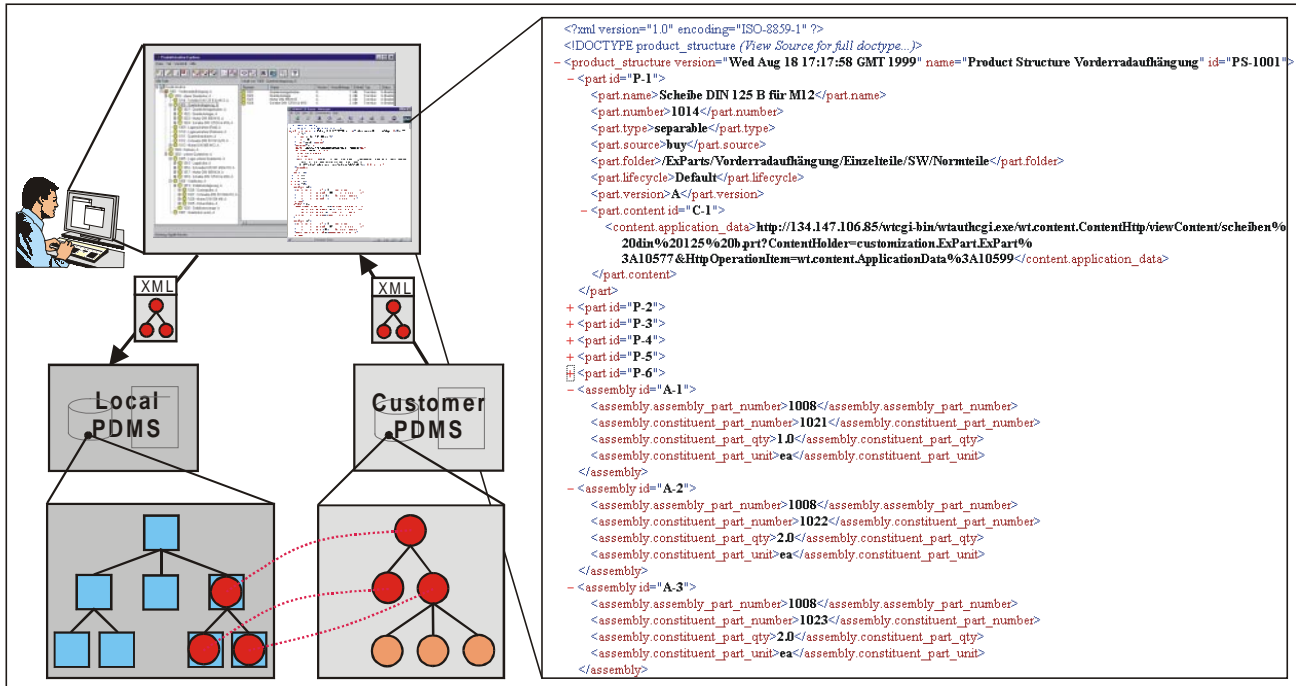 XML
XML
Local
PDMS
Customer
PDMS
<?xml version="1.0" encoding="ISO-8859-1" ?>
<!DOCTYPE product_structure (View Source for full doctype...)>
− <product_structure version="Wed Aug 18 17:17:58 GMT 1999" name="Product Structure Vorderradaufhängung" id="PS-1001">
− <part id="P-1">
<part.name>Scheibe DIN 125 B für M12</part.name>
<part.number>1014</part.number>
<part.type>separable</part.type>
<part.source>buy</part.source>
<part.folder>/ExParts/Vorderradaufhängung/Einzelteile/SW/Normteile</part.folder>
<part.lifecycle>Default</part.lifecycle>
<part.version>A</part.version>
− <part.content id="C-1">
<content.application_data>http://134.147.106.85/wtcgi-bin/wtauthcgi.exe/wt.content.ContentHttp/viewContent/scheiben%
20din%20125%20b.prt?ContentHolder=customization.ExPart.ExPart%
3A10577&HttpOperationItem=wt.content.ApplicationData%3A10599</content.application_data>
</part.content>
</part>
+ <part id="P-2">
+ <part id="P-3">
+ <part id="P-4">
+ <part id="P-5">
+ <part id="P-6">
− <assembly id="A-1">
<assembly.assembly_part_number>1008</assembly.assembly_part_number>
<assembly.constituent_part_number>1021</assembly.constituent_part_number>
<assembly.constituent_part_qty>1.0</assembly.constituent_part_qty>
<assembly.constituent_part_unit>ea</assembly.constituent_part_unit>
</assembly>
− <assembly id="A-2">
<assembly.assembly_part_number>1008</assembly.assembly_part_number>
<assembly.constituent_part_number>1022</assembly.constituent_part_number>
<assembly.constituent_part_qty>2.0</assembly.constituent_part_qty>
<assembly.constituent_part_unit>ea</assembly.constituent_part_unit>
</assembly>
− <assembly id="A-3">
<assembly.assembly_part_number>1008</assembly.assembly_part_number>
<assembly.constituent_part_number>1023</assembly.constituent_part_number>
<assembly.constituent_part_qty>2.0</assembly.constituent_part_qty>
<assembly.constituent_part_unit>ea</assembly.constituent_part_unit>
</assembly>